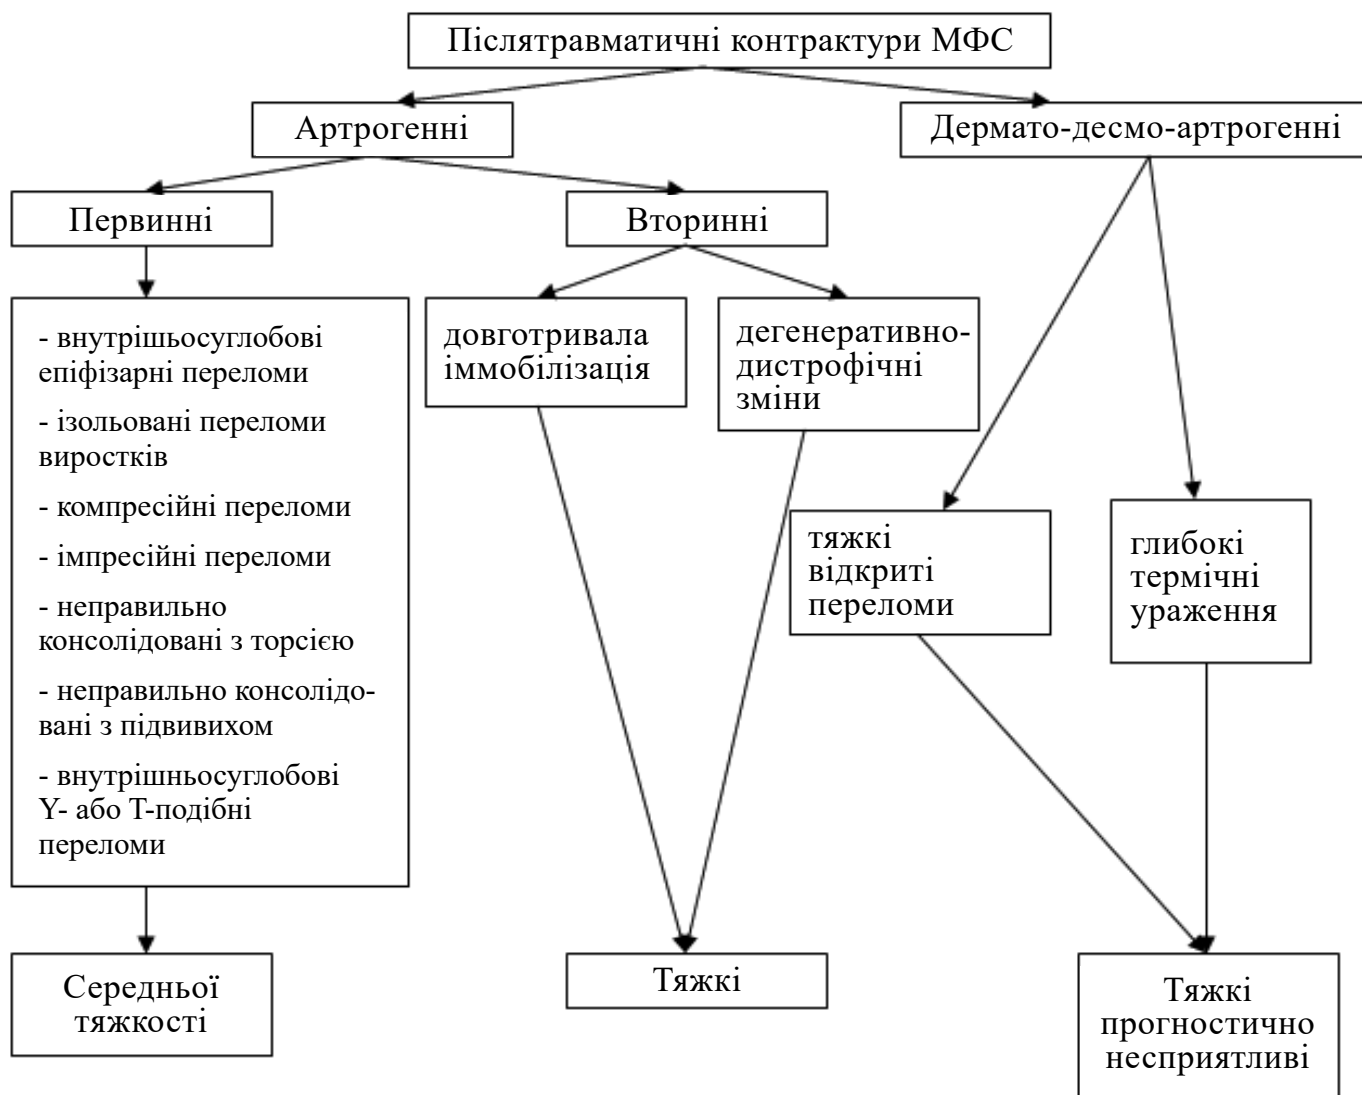 Післятравматичні контрактури МФС
Артрогенні
Дермато-десмо-артрогенні
Первинні
Вторинні
- внутрішьосуглобові
епіфізарні переломи
- ізольовані переломи
виростків
- компресійні переломи
- імпресійні переломи
- неправильно
консолідовані з торсією
- неправильно консолідо-
вані з підвивихом
- внутрішньосуглобові
Y- або Т-подібні
переломи
довготривала
іммобілізація
дегенеративно-
дистрофічні
зміни
тяжкі
відкриті
переломи
глибокі
термічні
ураження
Середньої
тяжкості
Тяжкі
Тяжкі
прогностично
несприятливі